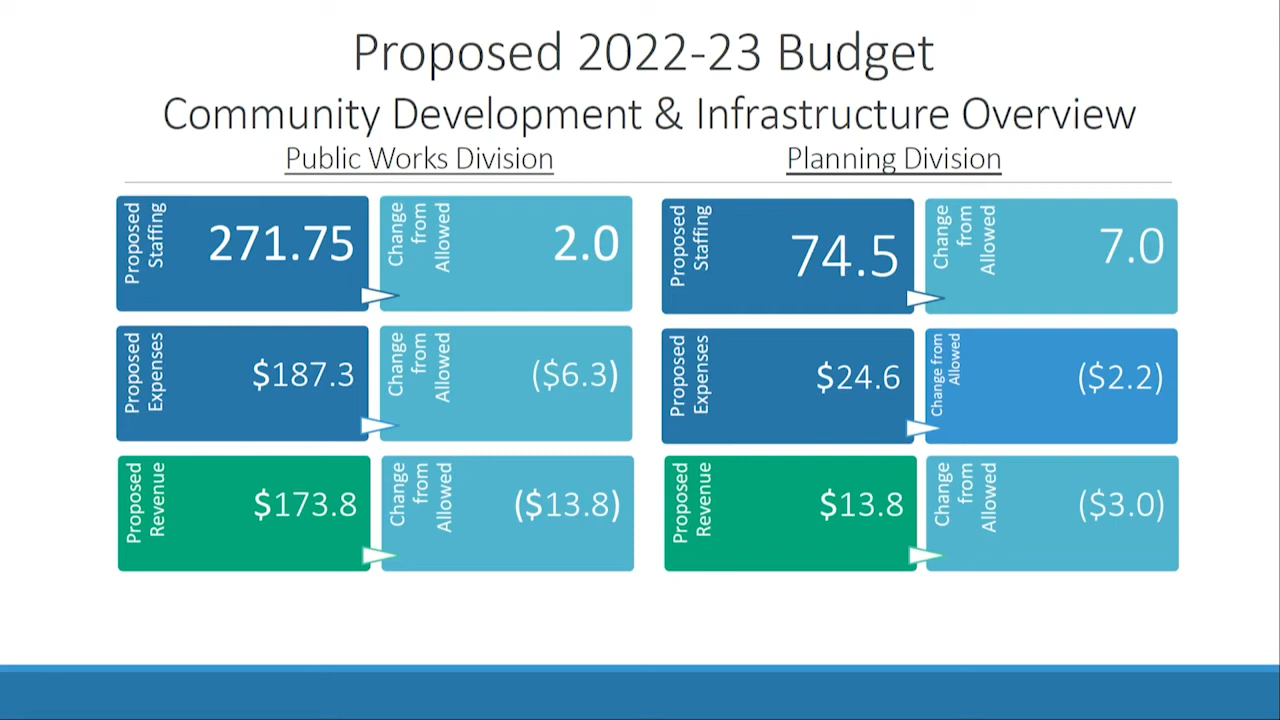 Proposed 2022-23 Budget
Community Development & Infrastructure Overview
Public Works Division
Proposed
Staffing
271.75
Change
from
Allowed
2.0
Proposed
Expenses
$187.3
Change
from
Allowed
($6.3)
Proposed
Revenue
$173.8
Change
from
Allowed
($13.8)
Planning Division
Proposed
Staffing
74.5
Change
from
Allowed
7.0
Proposed
Expenses
$24.6
Change from
Allowed
($2.2)
Proposed
Revenue
$13.8
Change
from
Allowed
($3.0)